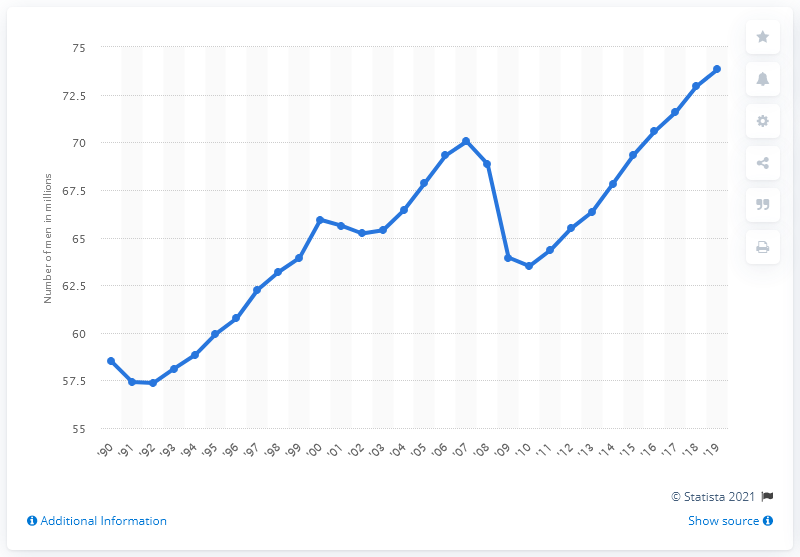 75
72.5
70
67.5
65
62.5
60
57.5
55
Number of men in millions
'90 '91 '92 '93 '94 '95 '96 '97 '98 '99 '00 '01 '02 '03 '04 '05 '06 '07 '08 '09 '10 '11 '12 '13 '14 '15 '16 '17 '18 '19
© Statista 2021
Additional Information
Show source